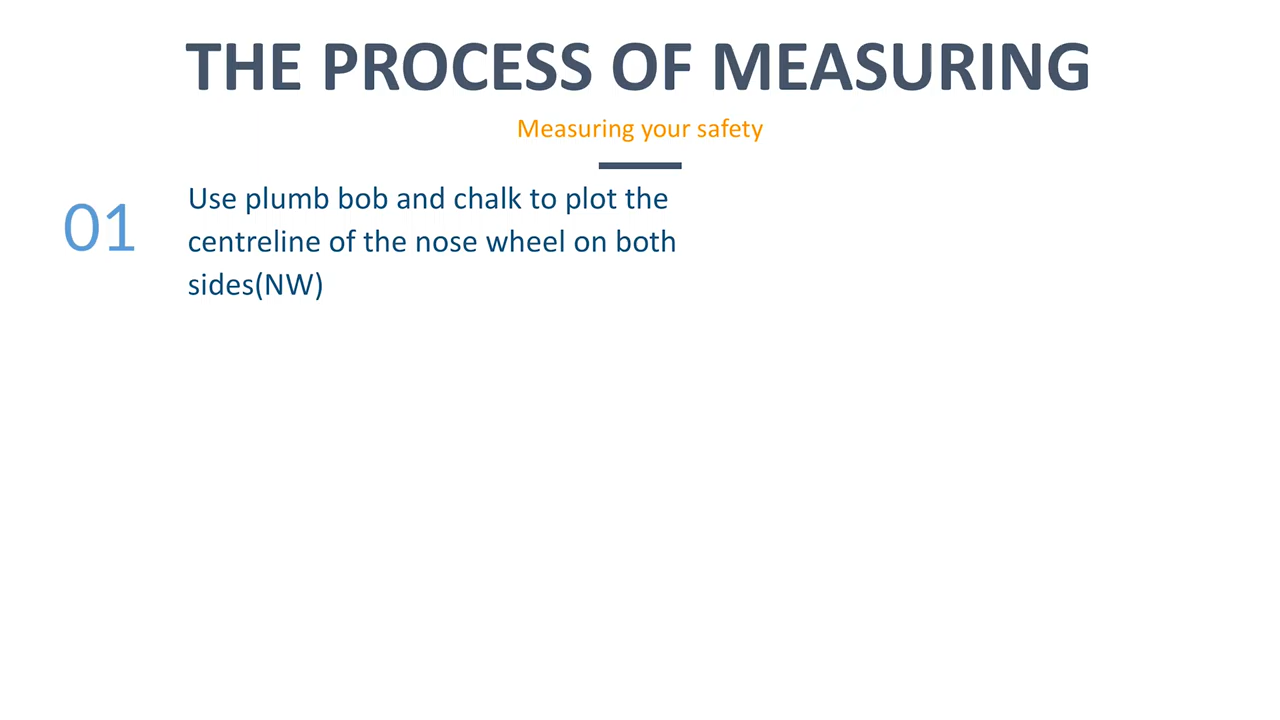 THE PROCESS OF MEASURING
Measuring your safety
01
Use plumb bob and chalk to plot the
centreline of the nose wheel on both
sides(NW)